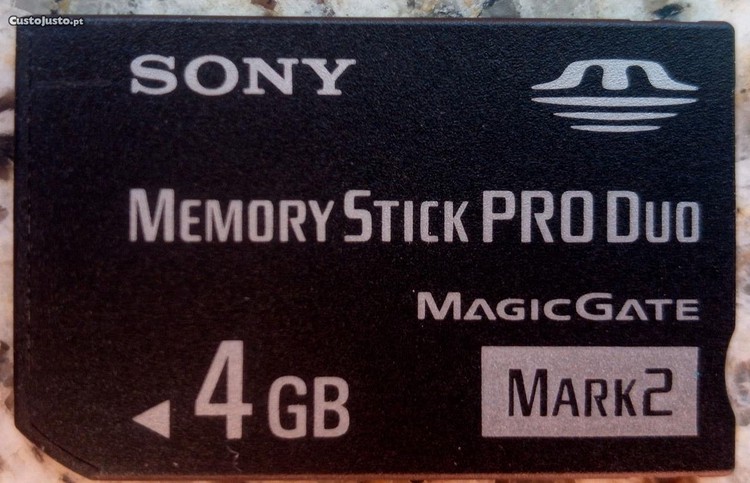 CustoJusto.pt
SONY
MEMORY STICK PRO DUO
MAGICGATE
4 GB
MARK2